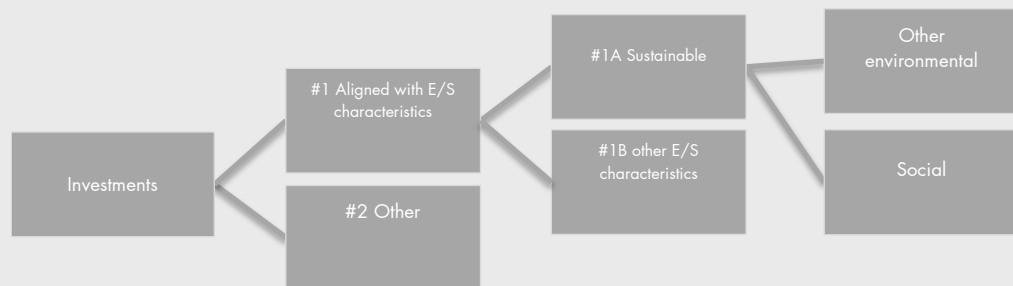 Investments
#1 Aligned with E/S
characteristics
#2 Other
#1A Sustainable
#1B other E/S
characteristics
Other
environmental
Social